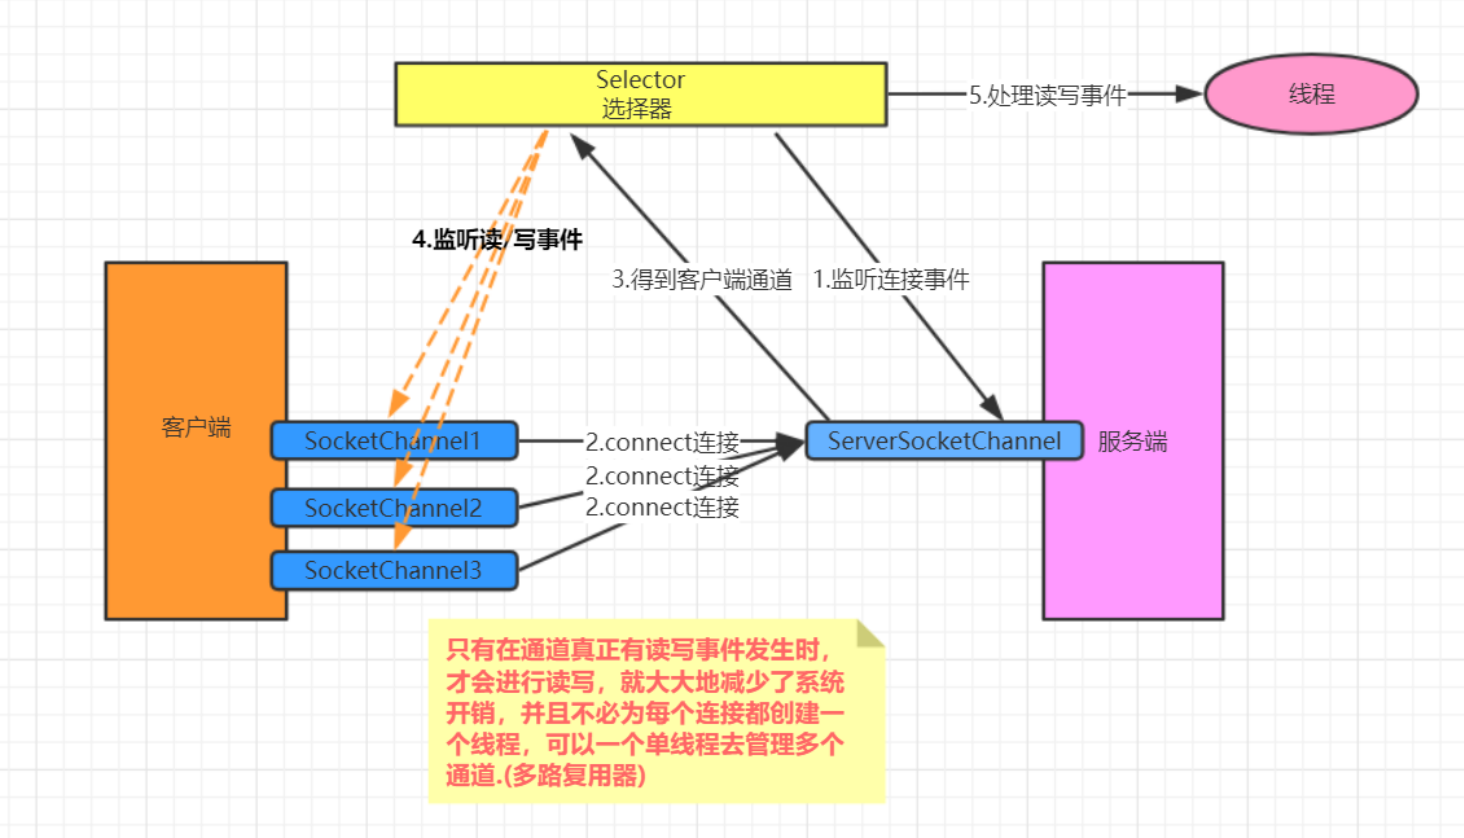 Selector
选择器
5.处理读写事件
线程
4.监听读/写事件
3.得到客户端通道
1.监听连接事件
客户端
SocketChannel1
2.connect连接
ServerSocketChannel
服务端
2.connect连接
SocketChannel2
2.connect连接
SocketChannel3
只有在通道真正有读写事件发生时，
才会进行读写，就大大地减少了系统
开销，并且不必为每个连接都创建一
个线程，可以一个单线程去管理多个
通道.(多路复用器)